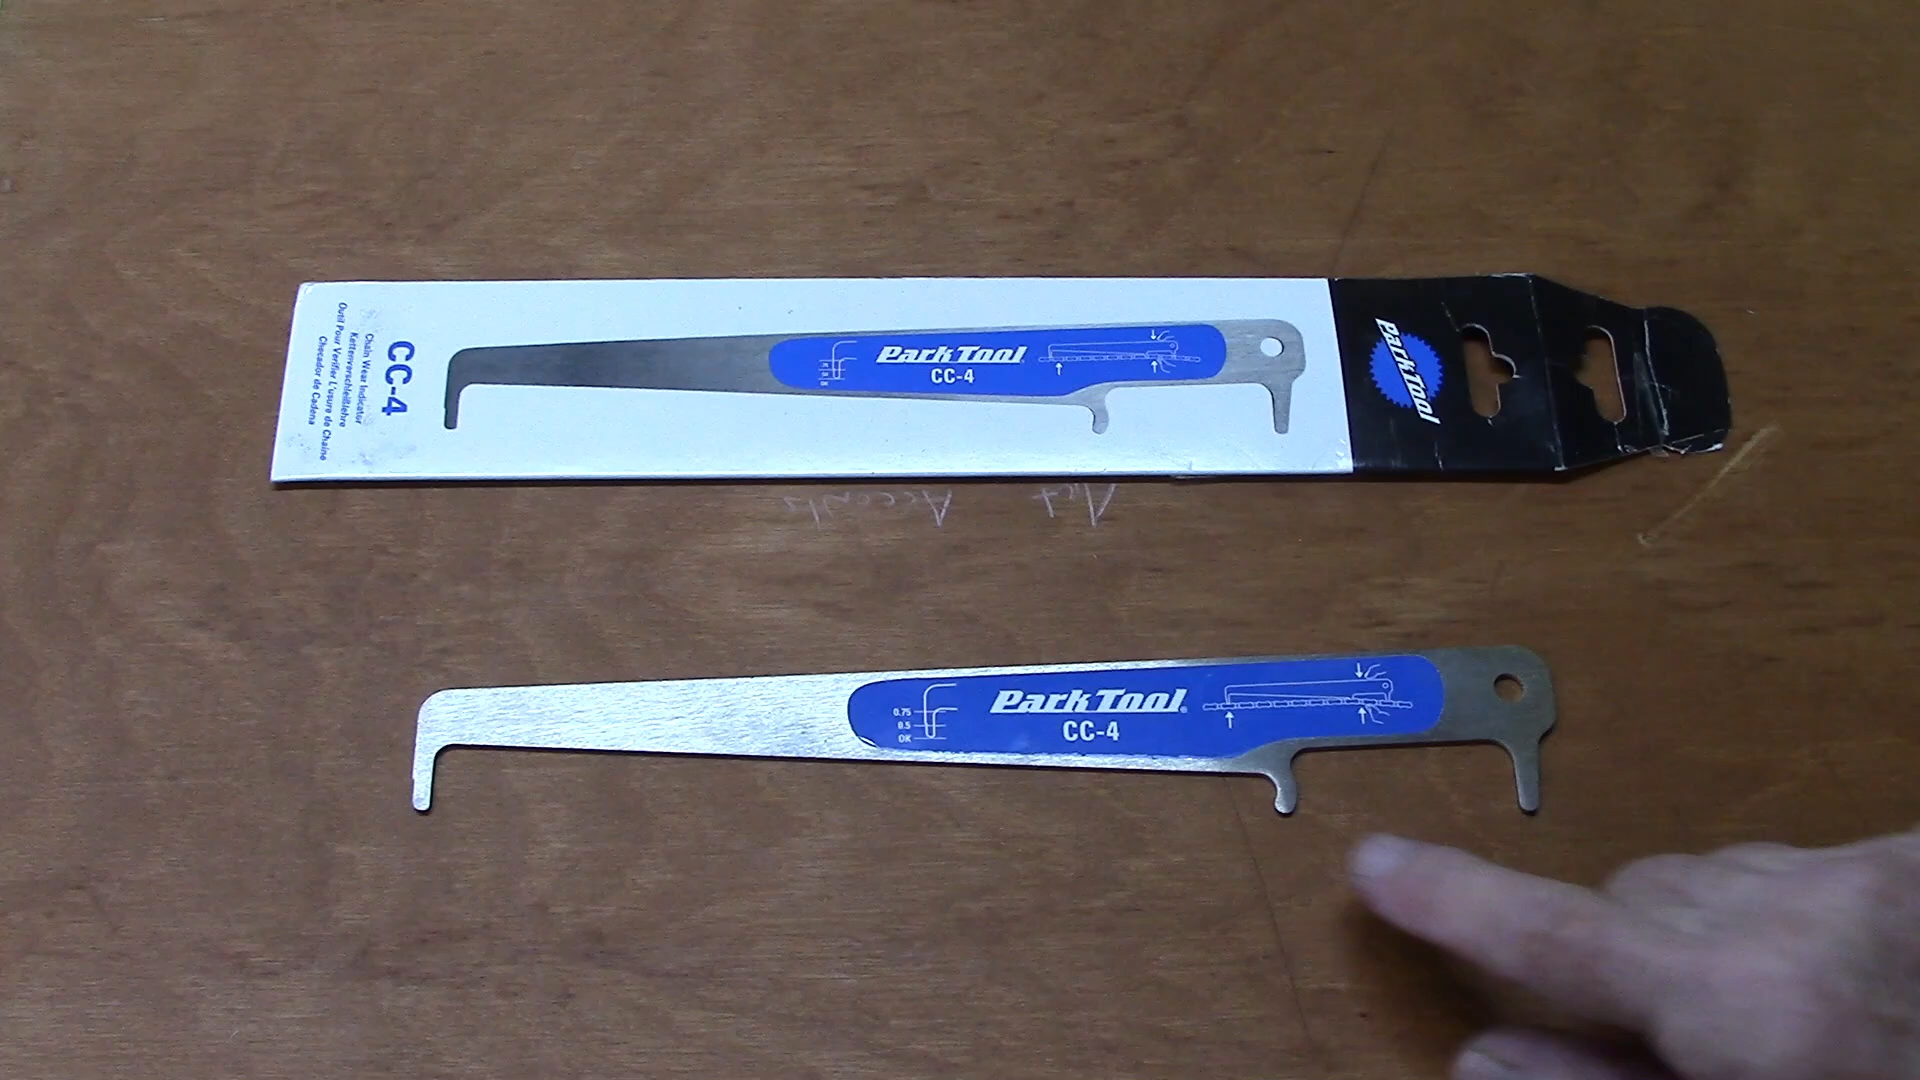 CC-4
Chain Wear Indicator
Kettenverschleißlehre
Outil Pour Vérifier L'usure de Chaîne
Checador de Cadena
Park Tool
CC-4
Park Tool
Park Tool
CC-4
0.75
0.5
OK